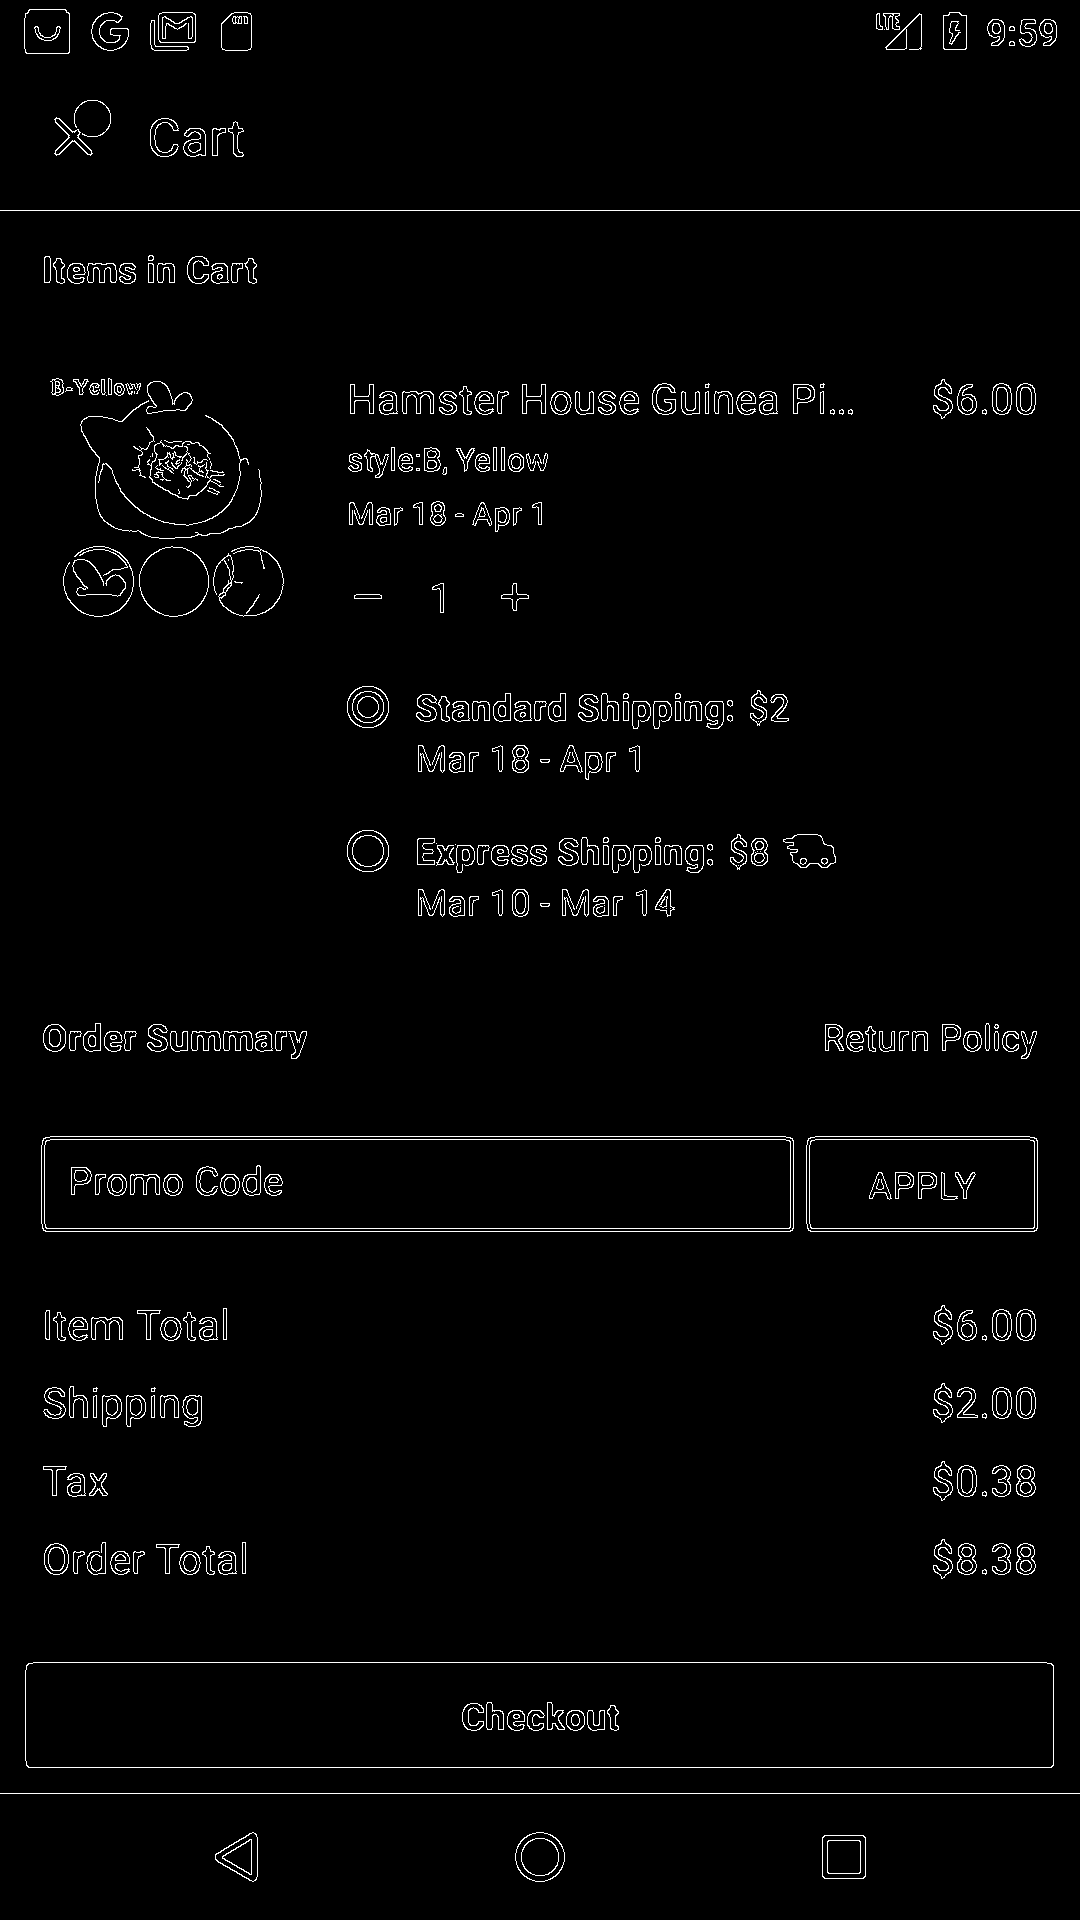 LTE 9:59
Cart
Items in Cart
B-Yellow
Hamster House Guinea Pi... $6.00
style:B, Yellow
Mar 18 - Apr 1
− 1 +
Standard Shipping: $2
Mar 18 - Apr 1
Express Shipping: $8
Mar 10 - Mar 14
Order Summary Return Policy
Promo Code APPLY
Item Total $6.00
Shipping $2.00
Tax $0.38
Order Total $8.38
Checkout